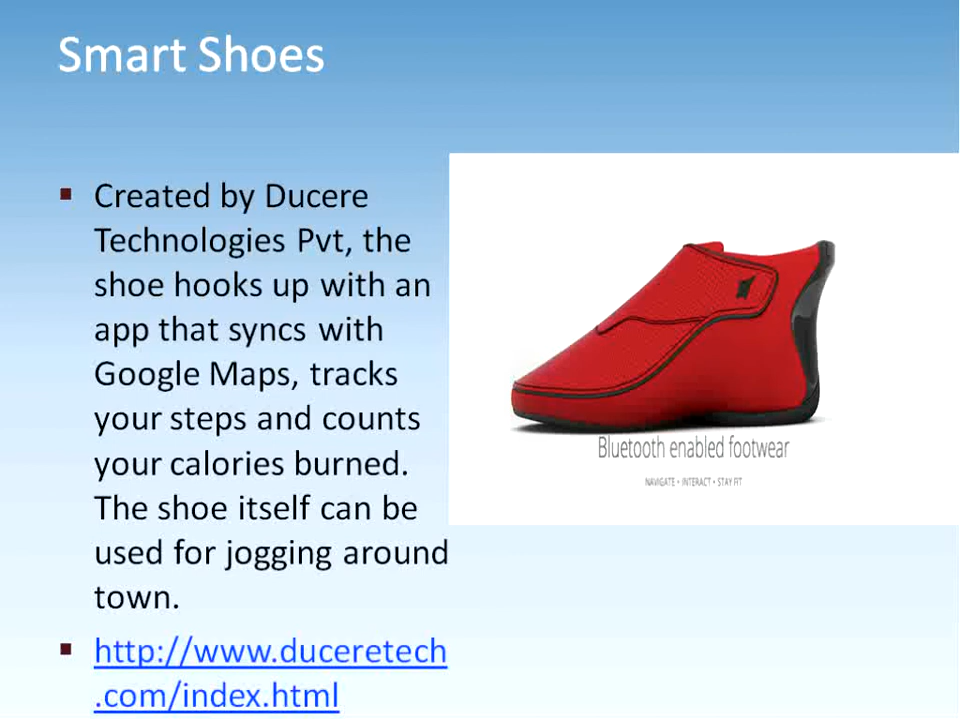 Smart Shoes
Created by Ducere
Technologies Pvt, the
shoe hooks up with an
app that syncs with
Google Maps, tracks
your steps and counts
your calories burned.
The shoe itself can be
used for jogging around
town.
http://www.duceretech
.com/index.html
Bluetooth enabled footwear
NAVIGATE • INTERACT • STAY FIT